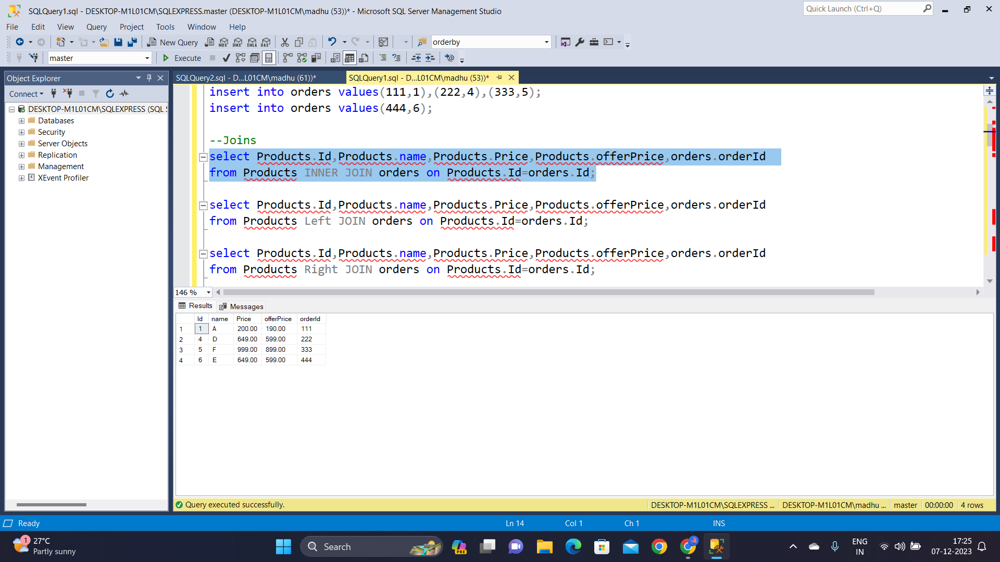 SQLQuery1.sql - DESKTOP-M1L01CM\SQLEXPRESS.master (DESKTOP-M1L01CM\madhu (53))* - Microsoft SQL Server Management Studio
Quick Launch (Ctrl+Q)
File Edit View Query Project Tools Window Help
New Query MDX DMX XMLA DAX orderby
master Execute
Object Explorer
SQLQuery2.sql - D...L01CM\madhu (61))* SQLQuery1.sql - D...L01CM\madhu (53))*
Connect
DESKTOP-M1L01CM\SQLEXPRESS (SQL S
Databases
Security
Server Objects
Replication
Management
XEvent Profiler
insert into orders values(111,1),(222,4),(333,5);
insert into orders values(444,6);
--Joins
select Products.Id,Products.name,Products.Price,Products.offerPrice,orders.orderId
from Products INNER JOIN orders on Products.Id=orders.Id;
select Products.Id,Products.name,Products.Price,Products.offerPrice,orders.orderId
from Products Left JOIN orders on Products.Id=orders.Id;
select Products.Id,Products.name,Products.Price,Products.offerPrice,orders.orderId
from Products Right JOIN orders on Products.Id=orders.Id;
146 %
Results Messages
Id name Price offerPrice orderId
1 1 A 200.00 190.00 111
2 4 D 649.00 599.00 222
3 5 F 999.00 899.00 333
4 6 E 649.00 599.00 444
Query executed successfully. DESKTOP-M1L01CM\SQLEXPRESS ... DESKTOP-M1L01CM\madhu ... master 00:00:00 4 rows
Ready Ln 14 Col 1 Ch 1 INS
1 27°C
Partly sunny
Search
PRE
ENG
IN
17:25
07-12-2023